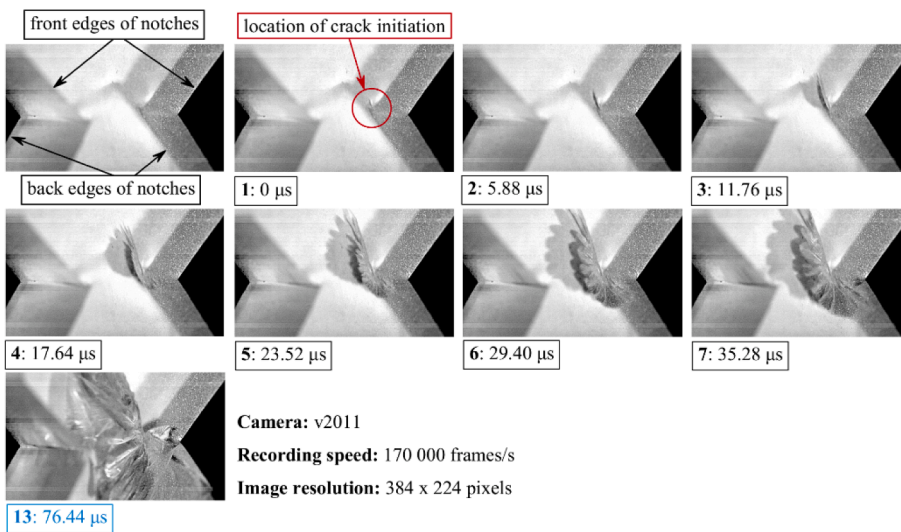 front edges of notches
location of crack initiation
back edges of notches
1: 0 μs
2: 5.88 μs
3: 11.76 μs
4: 17.64 μs
5: 23.52 μs
6: 29.40 μs
7: 35.28 μs
13: 76.44 μs
Camera: v2011
Recording speed: 170 000 frames/s
Image resolution: 384 x 224 pixels